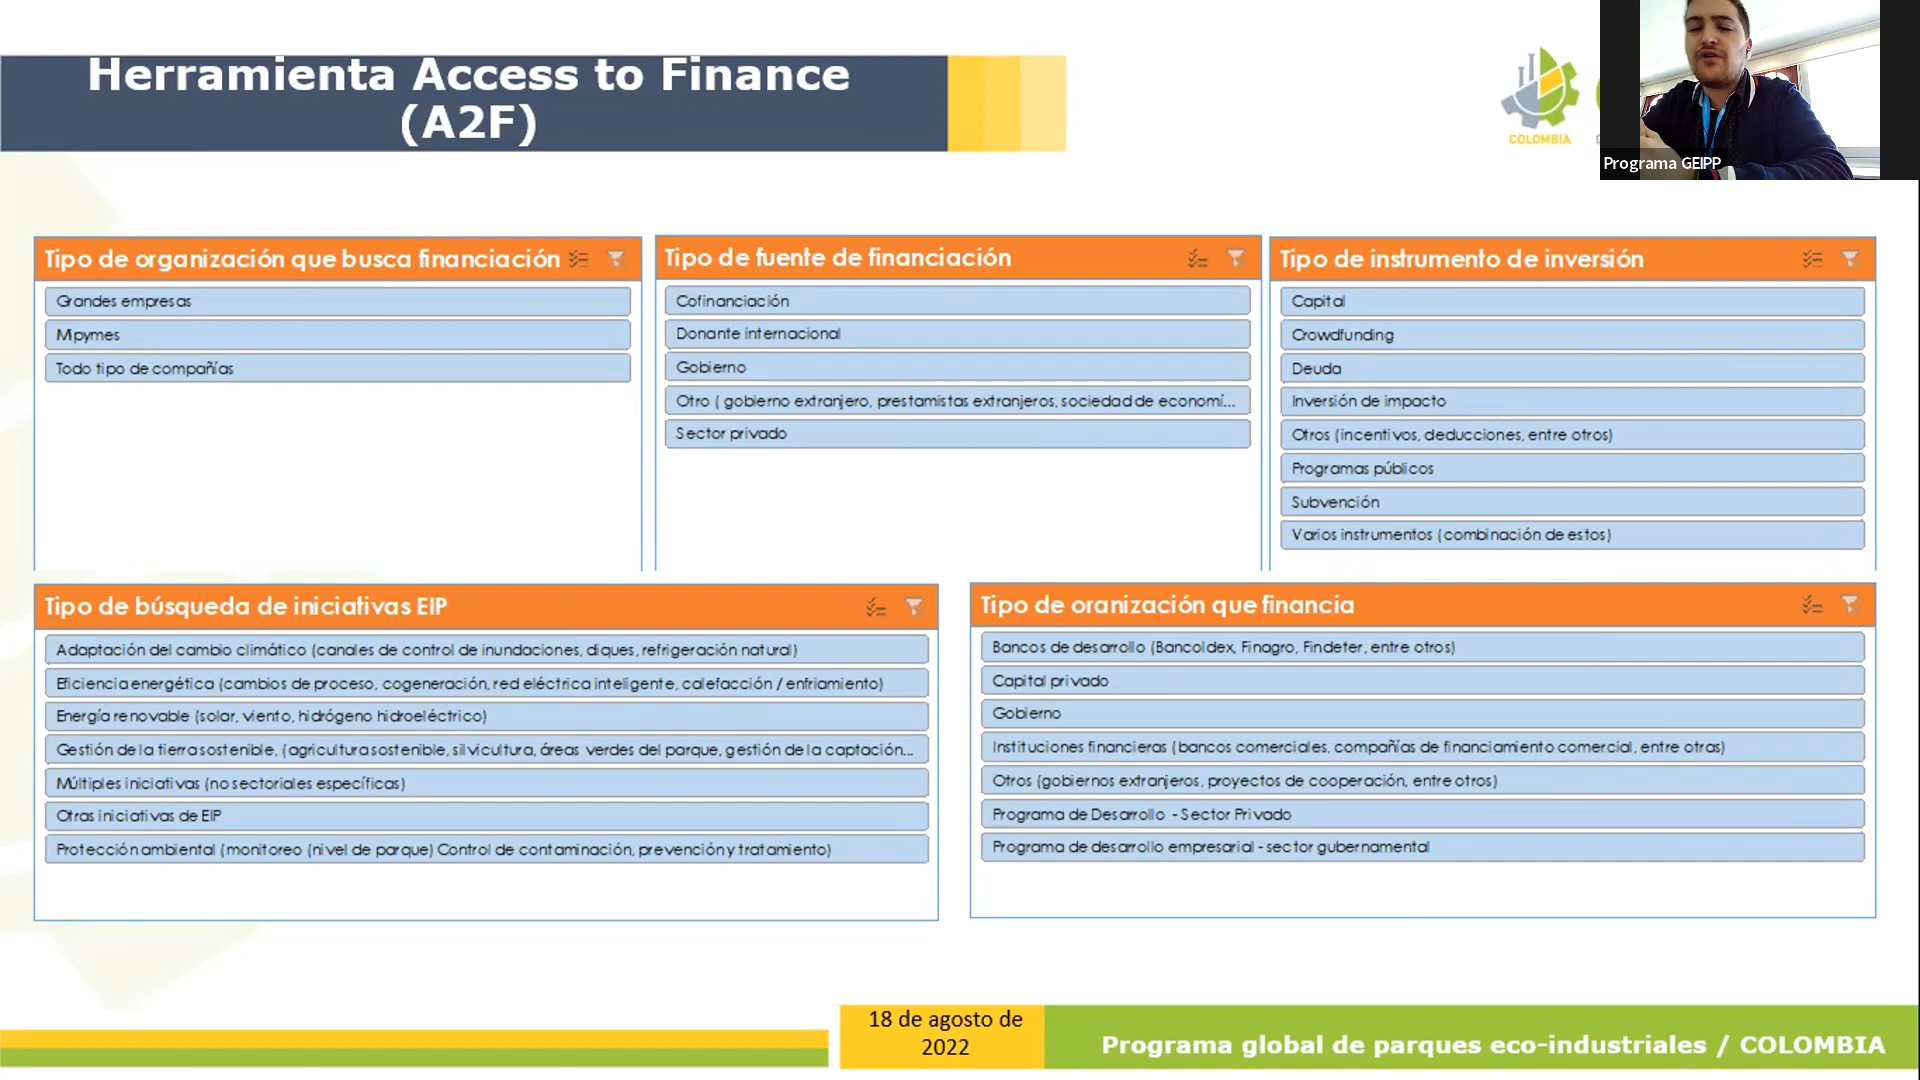 Herramienta Access to Finance
(A2F)
COLOMBIA
Programa GEIPP
Tipo de organización que busca financiación
Grandes empresas
Mipymes
Todo tipo de compañías
Tipo de fuente de financiación
Cofinanciación
Donante internacional
Gobierno
Otro ( gobierno extranjero, prestamistas extranjeros, sociedad de economí...
Sector privado
Tipo de instrumento de inversión
Capital
Crowdfunding
Deuda
Inversión de impacto
Otros (incentivos, deducciones, entre otros)
Programas públicos
Subvención
Varios instrumentos (combinación de estos)
Tipo de búsqueda de iniciativas EIP
Adaptación del cambio climático (canales de control de inundaciones, diques, refrigeración natural)
Eficiencia energética (cambios de proceso, cogeneración, red eléctrica inteligente, calefacción / enfriamiento)
Energía renovable (solar, viento, hidrógeno hidroeléctrico)
Gestión de la tierra sostenible, (agricultura sostenible, silvicultura, áreas verdes del parque, gestión de la captación...
Múltiples iniciativas (no sectoriales específicas)
Otras iniciativas de EIP
Protección ambiental (monitoreo (nivel de parque) Control de contaminación, prevención y tratamiento)
Tipo de oranización que financia
Bancos de desarrollo (Bancoldex, Finagro, Findeter, entre otros)
Capital privado
Gobierno
Instituciones financieras (bancos comerciales, compañías de financiamiento comercial, entre otras)
Otros (gobiernos extranjeros, proyectos de cooperación, entre otros)
Programa de Desarrollo - Sector Privado
Programa de desarrollo empresarial - sector gubernamental
18 de agosto de
2022
Programa global de parques eco-industriales / COLOMBIA